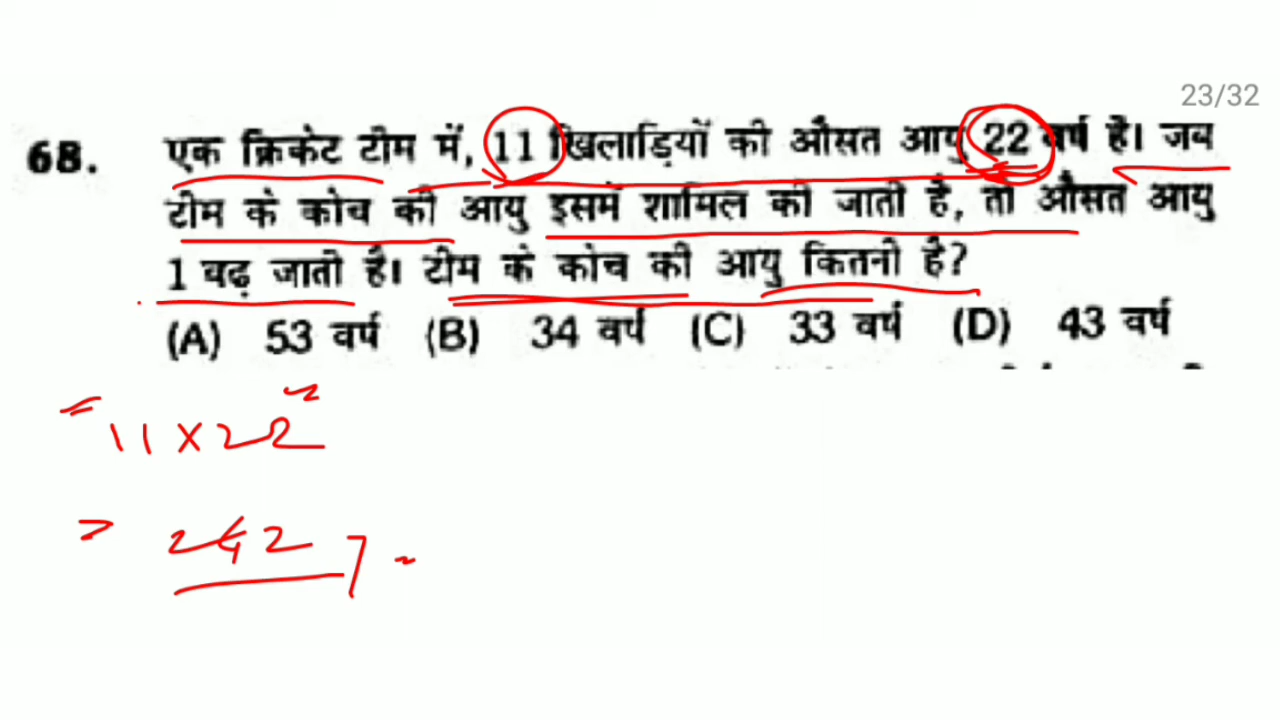 23/32
68. एक क्रिकेट टीम में, 11 खिलाड़ियों की औसत आयु 22 वर्ष है। जब
टीम के कोच की आयु इसमें शामिल की जाती है, तो औसत आयु
1 बढ़ जाती है। टीम के कोच की आयु कितनी है?
(A) 53 वर्ष (B) 34 वर्ष (C) 33 वर्ष (D) 43 वर्ष
11 x 22
242